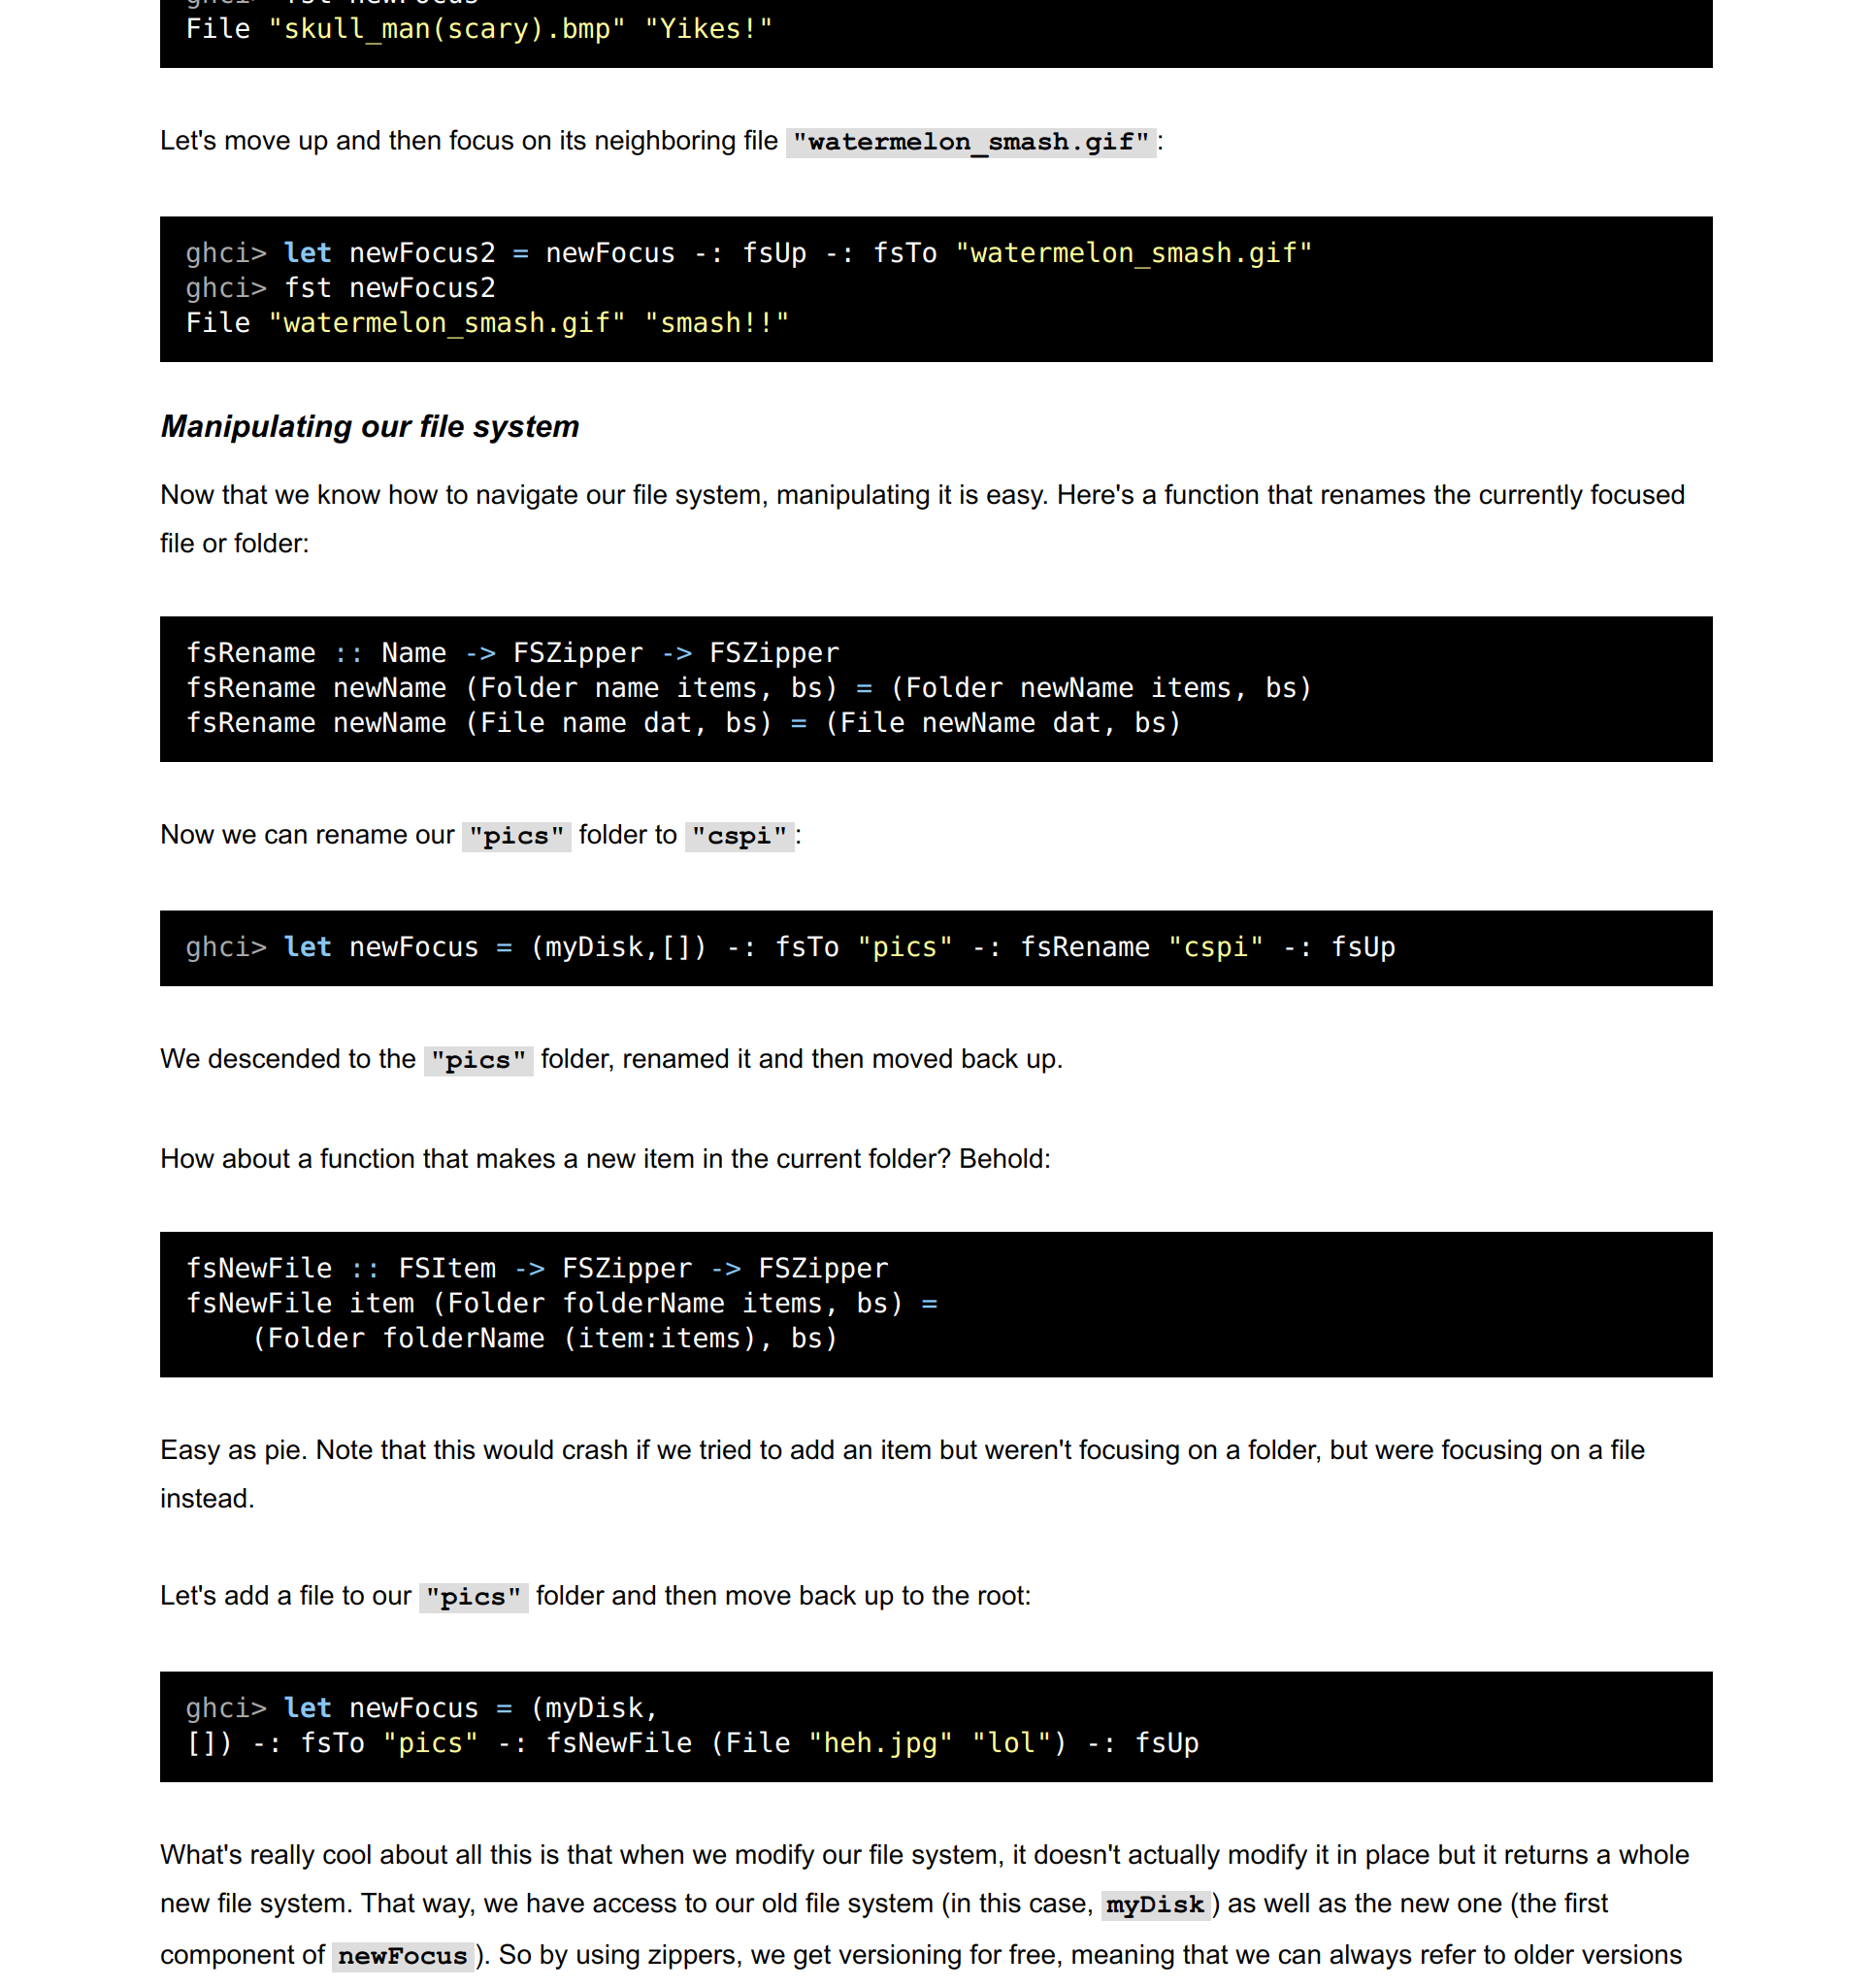 File "skull_man(scary).bmp" "Yikes!"
Let's move up and then focus on its neighboring file "watermelon_smash.gif":
ghci> let newFocus2 = newFocus -: fsUp -: fsTo "watermelon_smash.gif"
ghci> fst newFocus2
File "watermelon_smash.gif" "smash!!"
Manipulating our file system
Now that we know how to navigate our file system, manipulating it is easy. Here's a function that renames the currently focused
file or folder:
fsRename :: Name -> FSZipper -> FSZipper
fsRename newName (Folder name items, bs) = (Folder newName items, bs)
fsRename newName (File name dat, bs) = (File newName dat, bs)
Now we can rename our "pics" folder to "cspi":
ghci> let newFocus = (myDisk,[]) -: fsTo "pics" -: fsRename "cspi" -: fsUp
We descended to the "pics" folder, renamed it and then moved back up.
How about a function that makes a new item in the current folder? Behold:
fsNewFile :: FSItem -> FSZipper -> FSZipper
fsNewFile item (Folder folderName items, bs) =
    (Folder folderName (item:items), bs)
Easy as pie. Note that this would crash if we tried to add an item but weren't focusing on a folder, but were focusing on a file
instead.
Let's add a file to our "pics" folder and then move back up to the root:
ghci> let newFocus = (myDisk,
[]) -: fsTo "pics" -: fsNewFile (File "heh.jpg" "lol") -: fsUp
What's really cool about all this is that when we modify our file system, it doesn't actually modify it in place but it returns a whole
new file system. That way, we have access to our old file system (in this case, myDisk) as well as the new one (the first
component of newFocus). So by using zippers, we get versioning for free, meaning that we can always refer to older versions